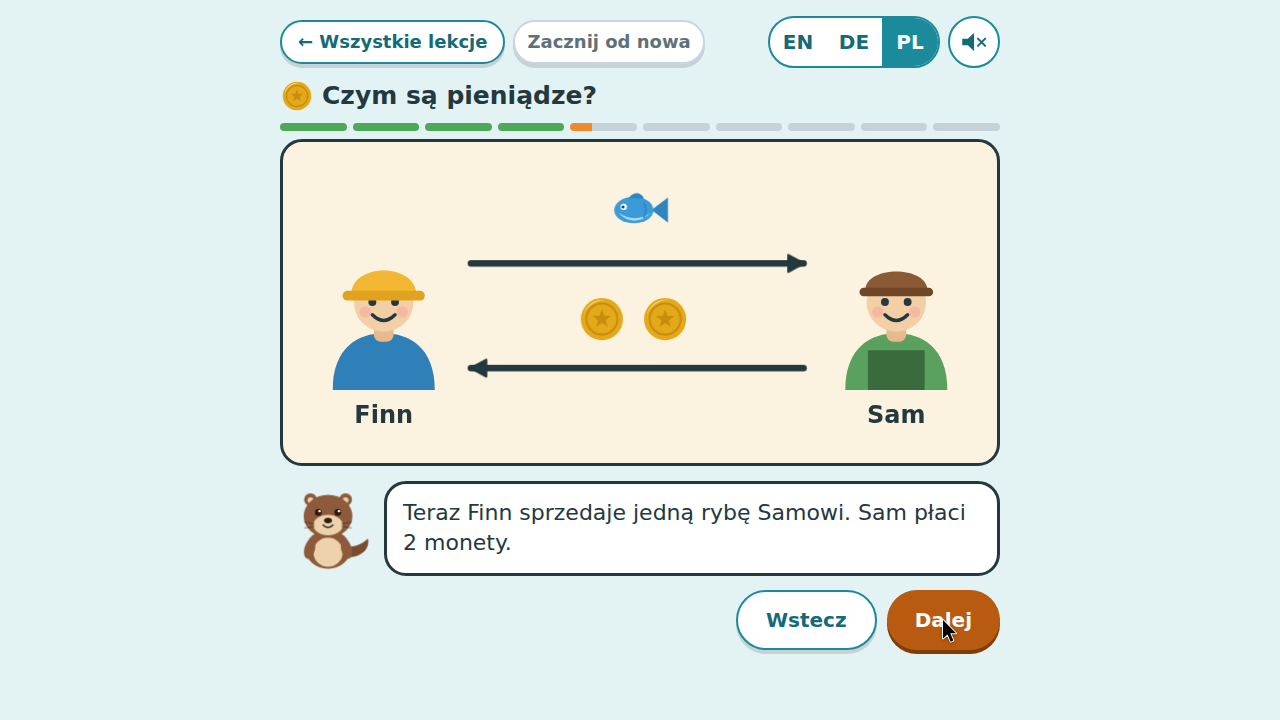 ← Wszystkie lekcje
Zacznij od nowa
EN DE PL
Czym są pieniądze?
Finn
Sam
Teraz Finn sprzedaje jedną rybę Samowi. Sam płaci
2 monety.
Wstecz
Dalej